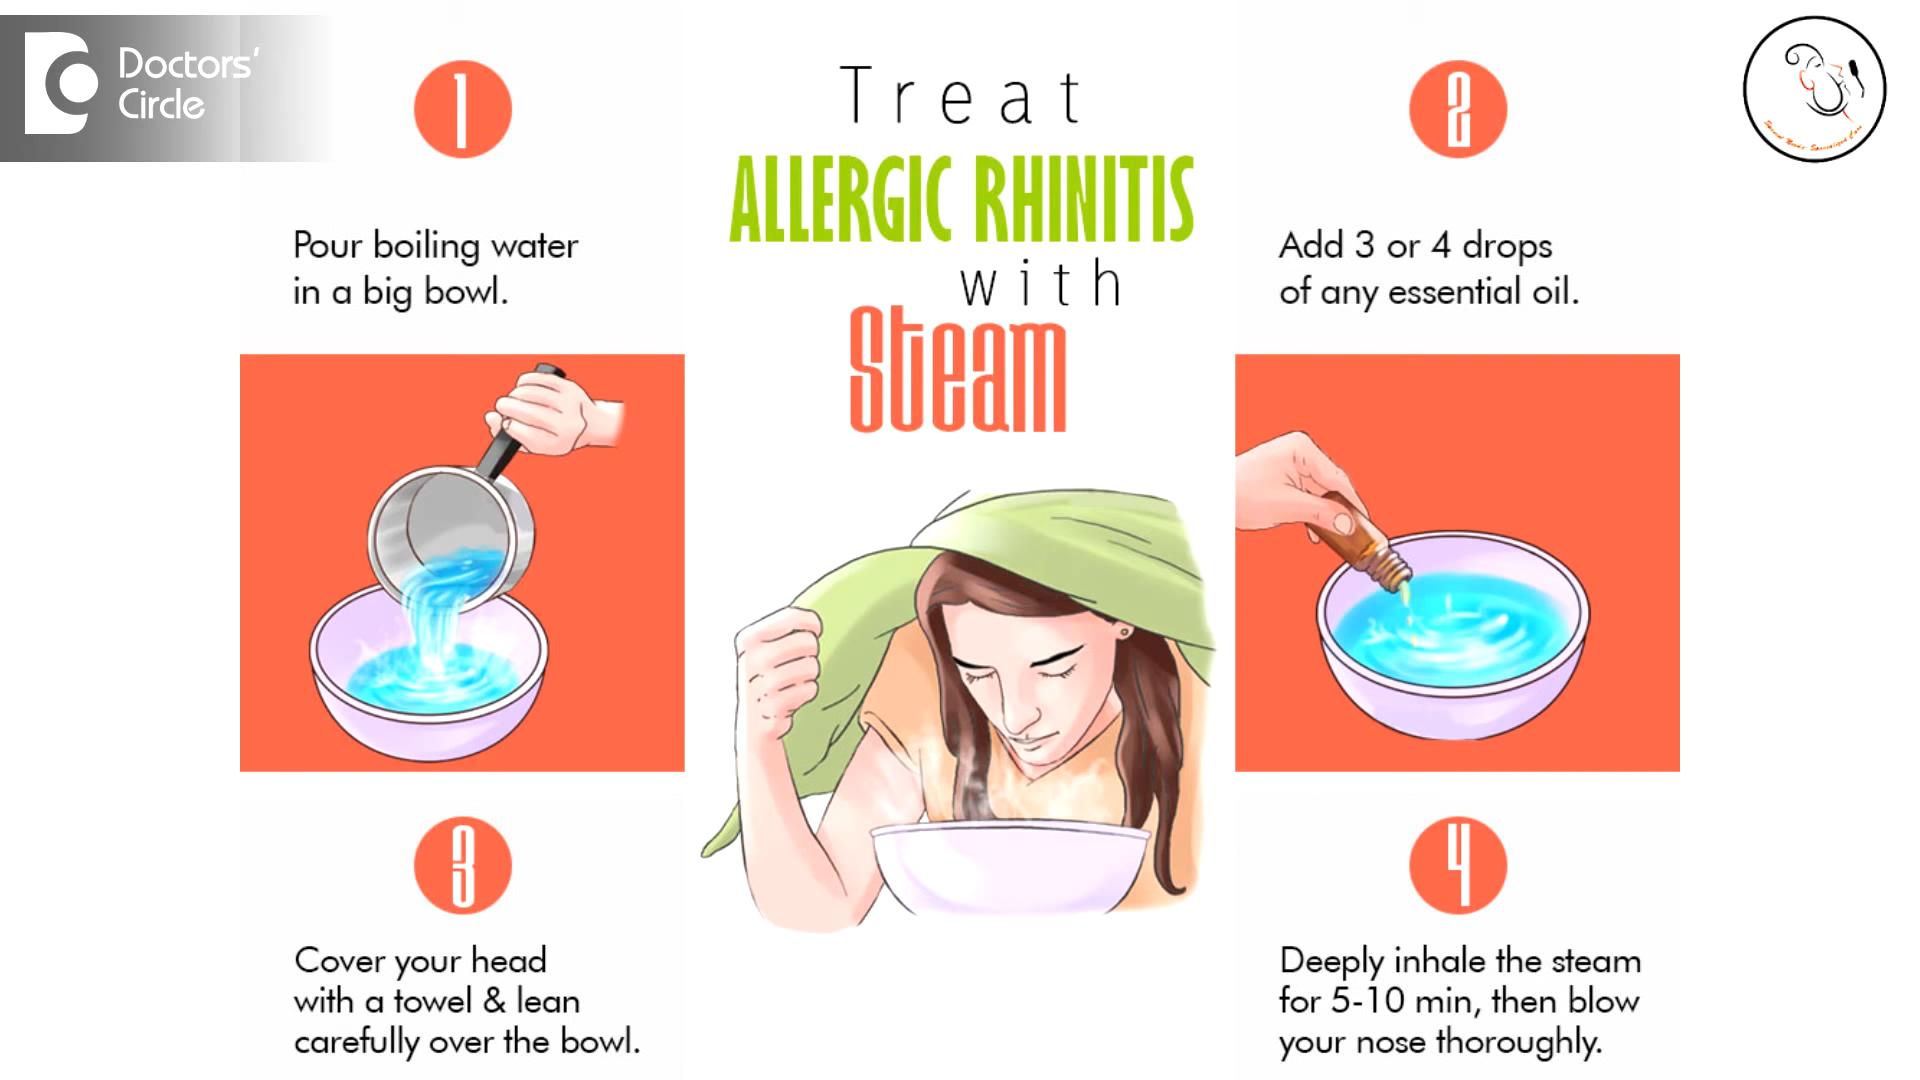 Doctors'
Circle
Treat
ALLERGIC RHINITIS
with
Steam
1
Pour boiling water
in a big bowl.
2
Add 3 or 4 drops
of any essential oil.
3
Cover your head
with a towel & lean
carefully over the bowl.
4
Deeply inhale the steam
for 5-10 min, then blow
your nose thoroughly.